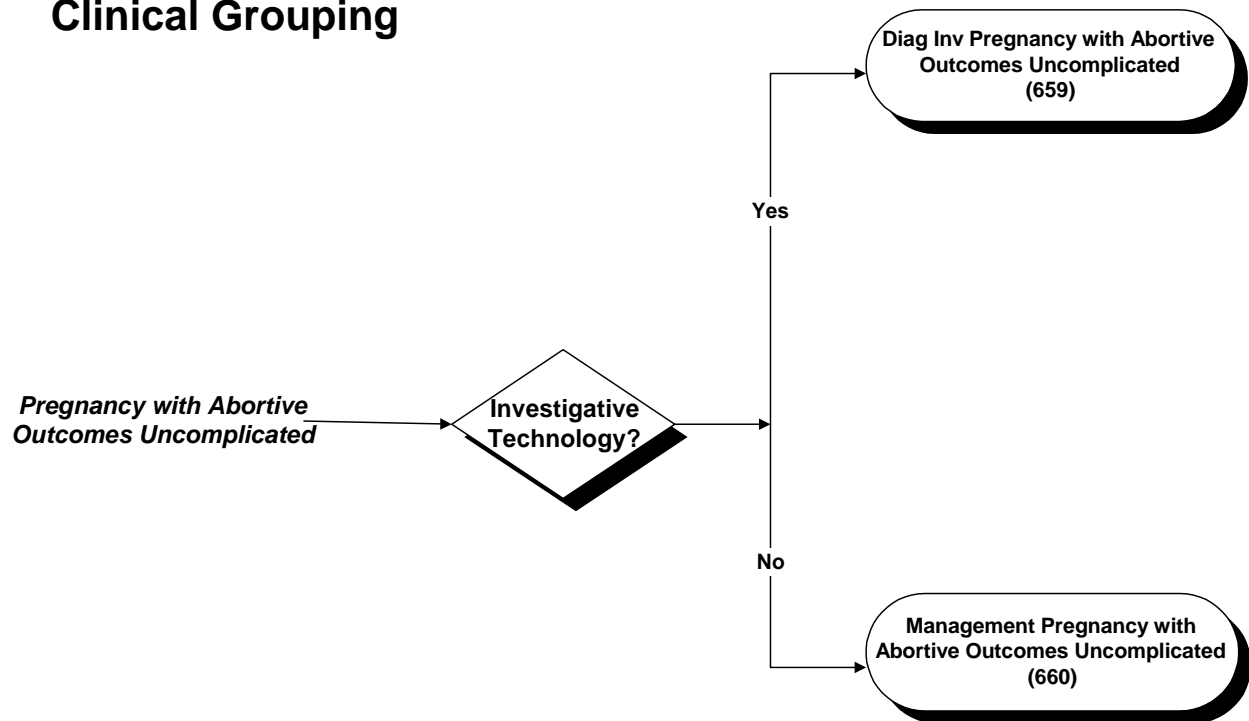 Clinical Grouping
Diag Inv Pregnancy with Abortive
Outcomes Uncomplicated
(659)
Yes
Pregnancy with Abortive
Outcomes Uncomplicated
Investigative
Technology?
No
Management Pregnancy with
Abortive Outcomes Uncomplicated
(660)